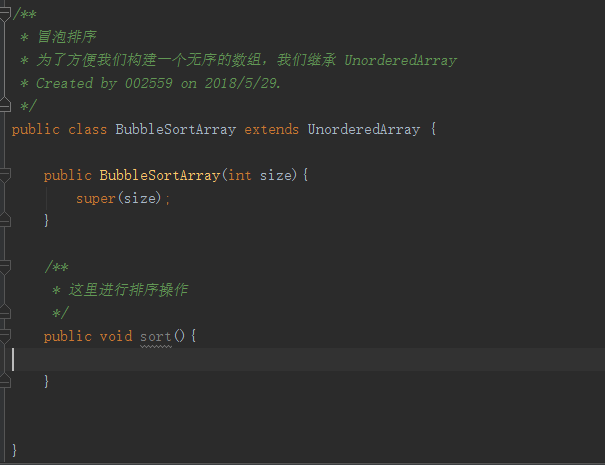 /**
 * 冒泡排序
 * 为了方便我们构建一个无序的数组，我们继承 UnorderedArray
 * Created by 002559 on 2018/5/29.
 */
public class BubbleSortArray extends UnorderedArray {
    public BubbleSortArray(int size){
        super(size);
    }
    /**
     * 这里进行排序操作
     */
    public void sort(){
    }
}